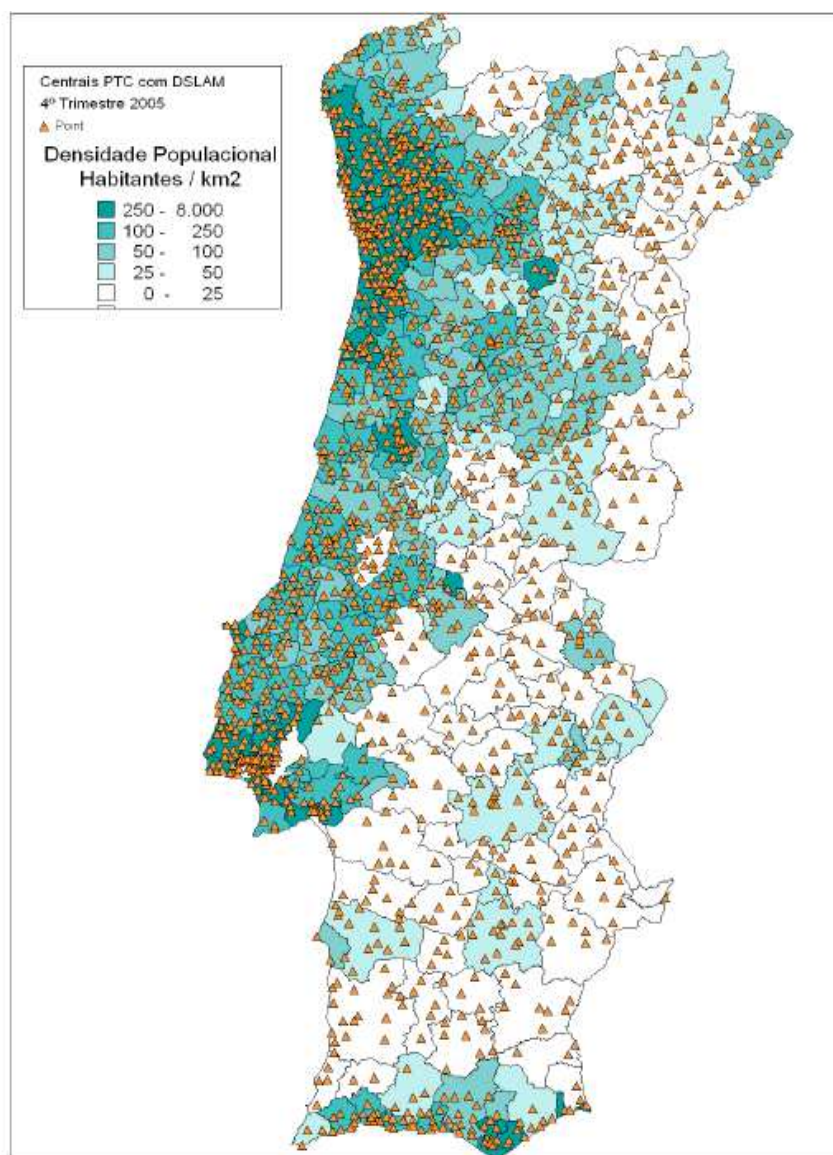 Centrais PTC com DSLAM
4º Trimestre 2005
Point
Densidade Populacional
Habitantes / km2
250 - 8.000
100 - 250
50 - 100
25 - 50
0 - 25